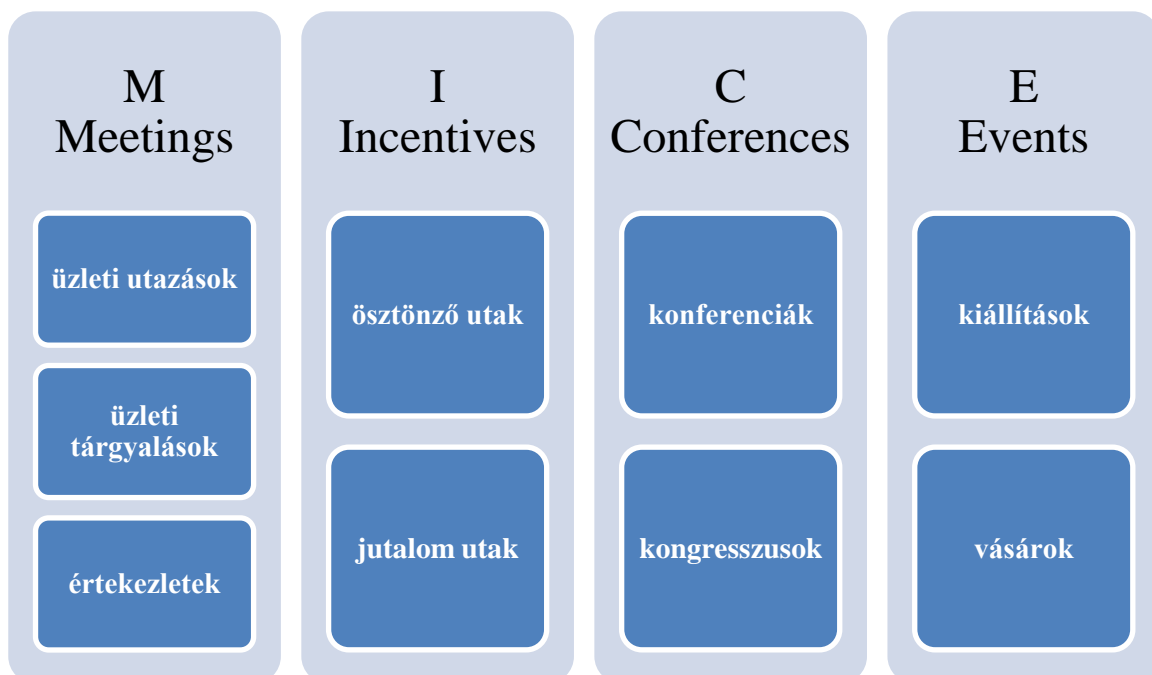 M
Meetings
üzleti utazások
üzleti
tárgyalások
értekezletek
I
Incentives
ösztönző utak
jutalom utak
C
Conferences
konferenciák
kongresszusok
E
Events
kiállítások
vásárok